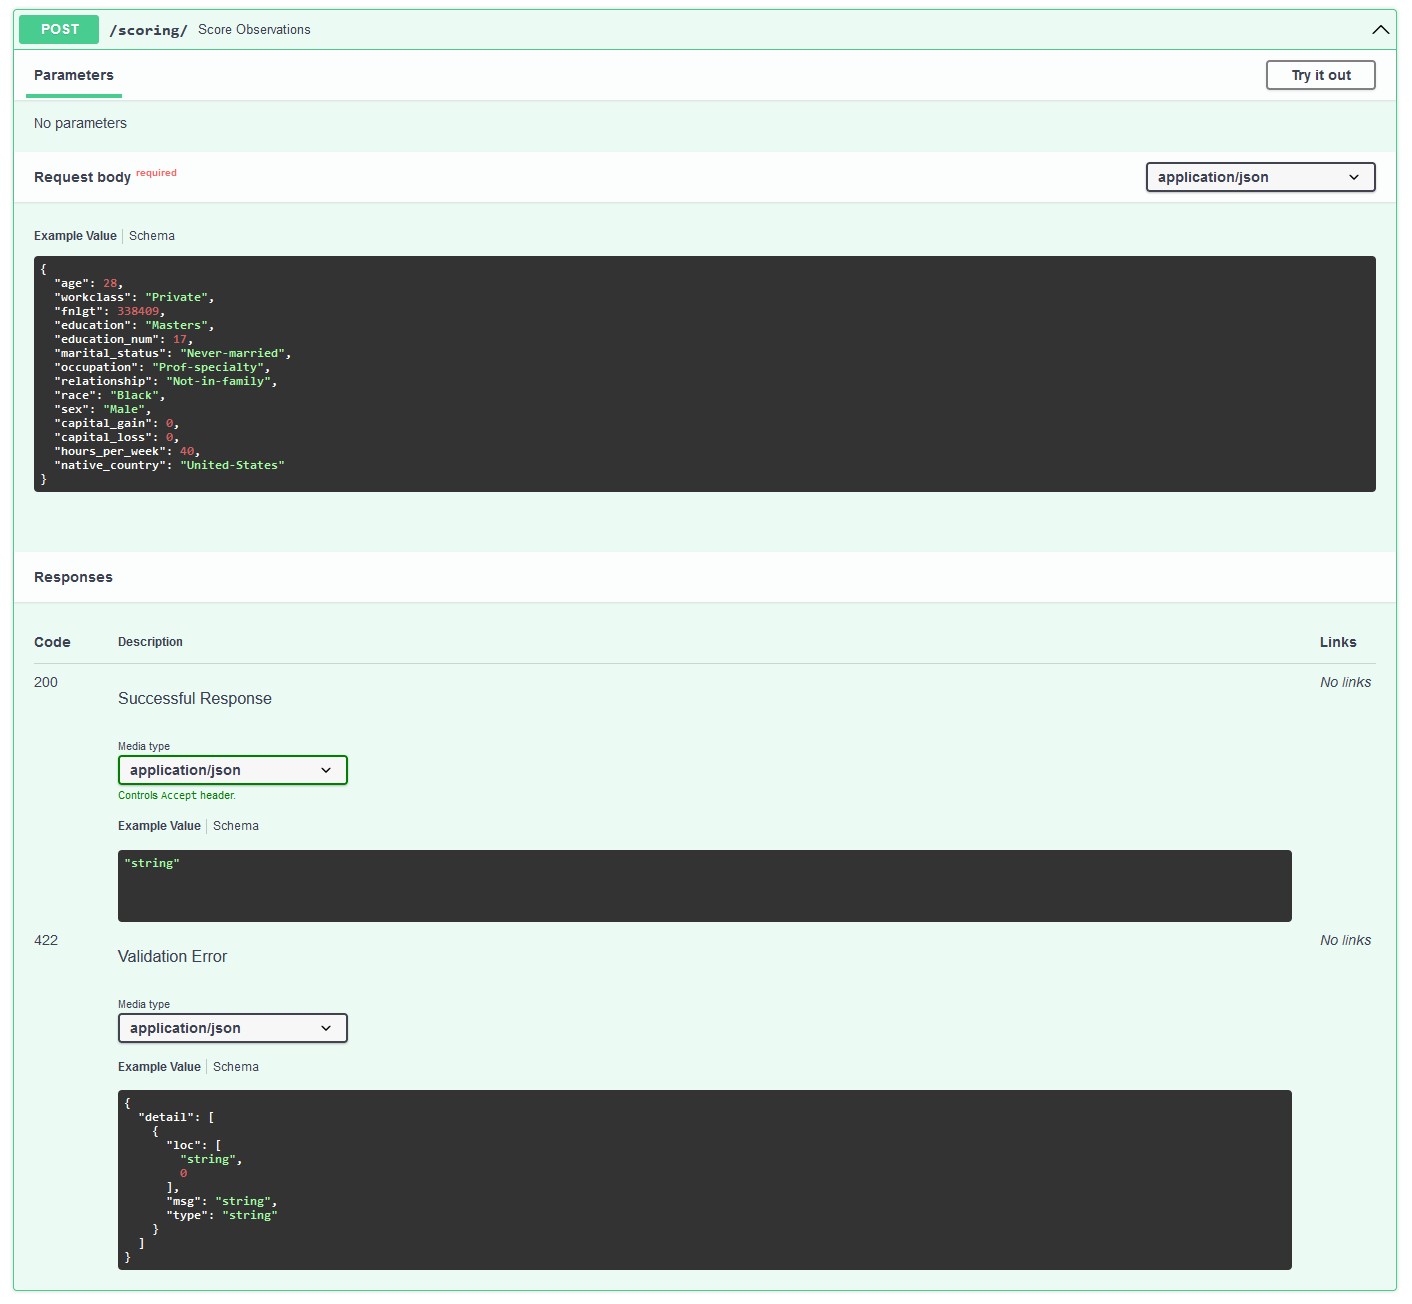 POST /scoring/ Score Observations
Parameters Try it out
No parameters
Request body required application/json
Example Value Schema
{
  "age": 28,
  "workclass": "Private",
  "fnlgt": 338409,
  "education": "Masters",
  "education_num": 17,
  "marital_status": "Never-married",
  "occupation": "Prof-specialty",
  "relationship": "Not-in-family",
  "race": "Black",
  "sex": "Male",
  "capital_gain": 0,
  "capital_loss": 0,
  "hours_per_week": 40,
  "native_country": "United-States"
}
Responses
Code Description Links
200 No links
Successful Response
Media type
application/json
Controls Accept header.
Example Value Schema
"string"
422 No links
Validation Error
Media type
application/json
Example Value Schema
{
  "detail": [
    {
      "loc": [
        "string",
        0
      ],
      "msg": "string",
      "type": "string"
    }
  ]
}